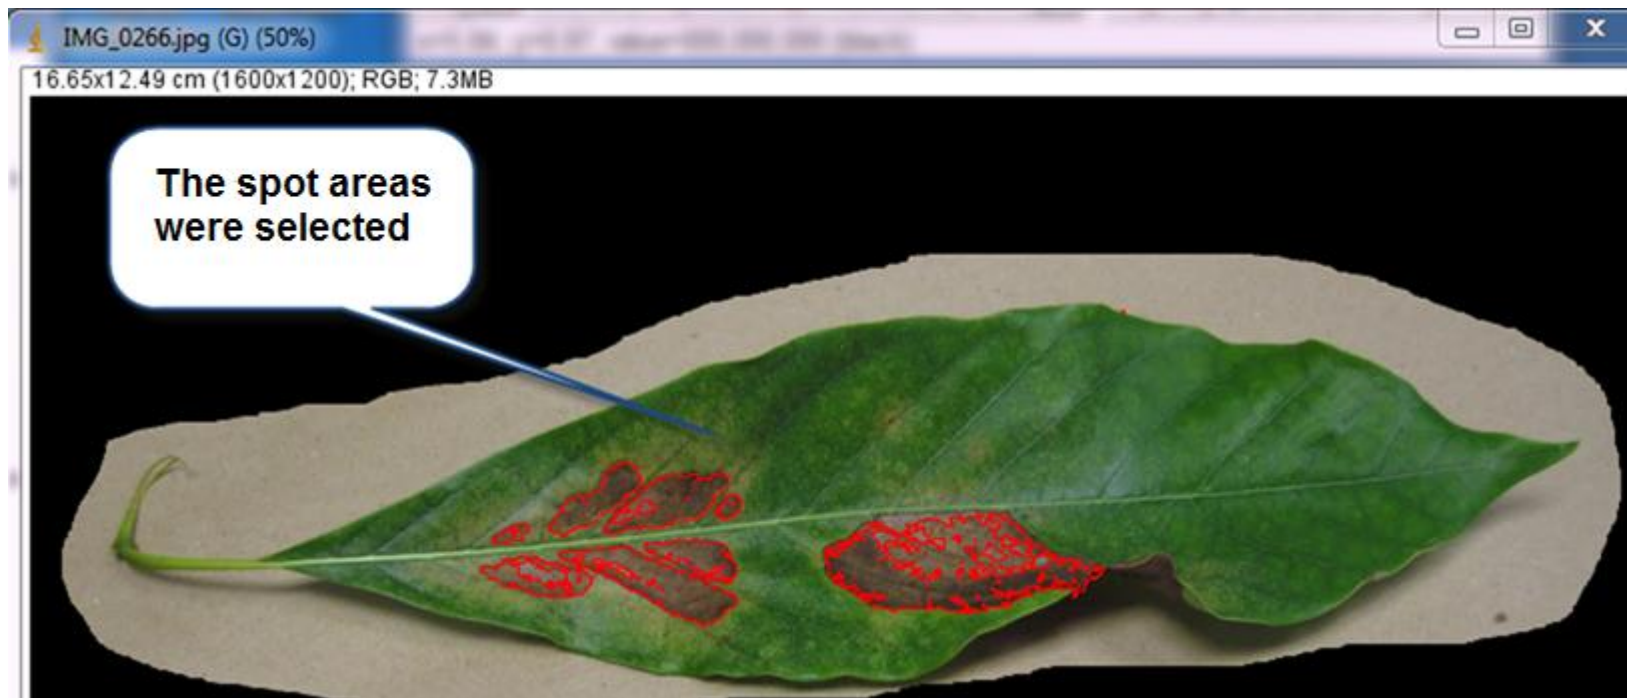 IMG_0266.jpg (G) (50%)
16.65x12.49 cm (1600x1200); RGB; 7.3MB
The spot areas
were selected